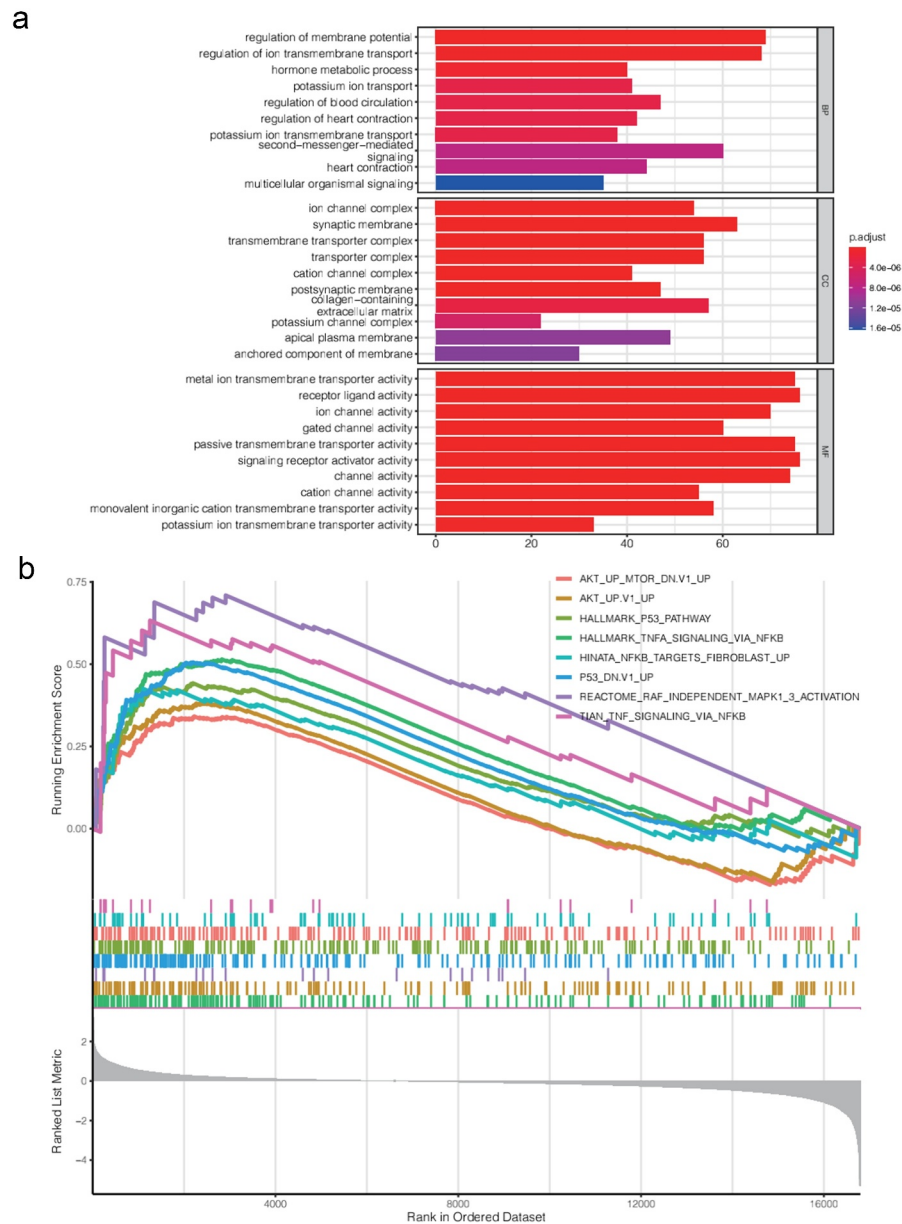 a
regulation of membrane potential
regulation of ion transmembrane transport
hormone metabolic process
potassium ion transport
regulation of blood circulation
regulation of heart contraction
potassium ion transmembrane transport
second−messenger−mediated
signaling
heart contraction
multicellular organismal signaling
BP
ion channel complex
synaptic membrane
transmembrane transporter complex
transporter complex
cation channel complex
postsynaptic membrane
collagen−containing
extracellular matrix
potassium channel complex
apical plasma membrane
anchored component of membrane
CC
p.adjust
4.0e−06
8.0e−06
1.2e−05
1.6e−05
metal ion transmembrane transporter activity
receptor ligand activity
ion channel activity
gated channel activity
passive transmembrane transporter activity
signaling receptor activator activity
channel activity
cation channel activity
monovalent inorganic cation transmembrane transporter activity
potassium ion transmembrane transporter activity
MF
0 20 40 60
b
0.75
0.50
0.25
0.00
Running Enrichment Score
AKT_UP_MTOR_DN.V1_UP
AKT_UP.V1_UP
HALLMARK_P53_PATHWAY
HALLMARK_TNFA_SIGNALING_VIA_NFKB
HINATA_NFKB_TARGETS_FIBROBLAST_UP
P53_DN.V1_UP
REACTOME_RAF_INDEPENDENT_MAPK1_3_ACTIVATION
TIAN_TNF_SIGNALING_VIA_NFKB
2
0
−2
−4
Ranked List Metric
4000 8000 12000 16000
Rank in Ordered Dataset